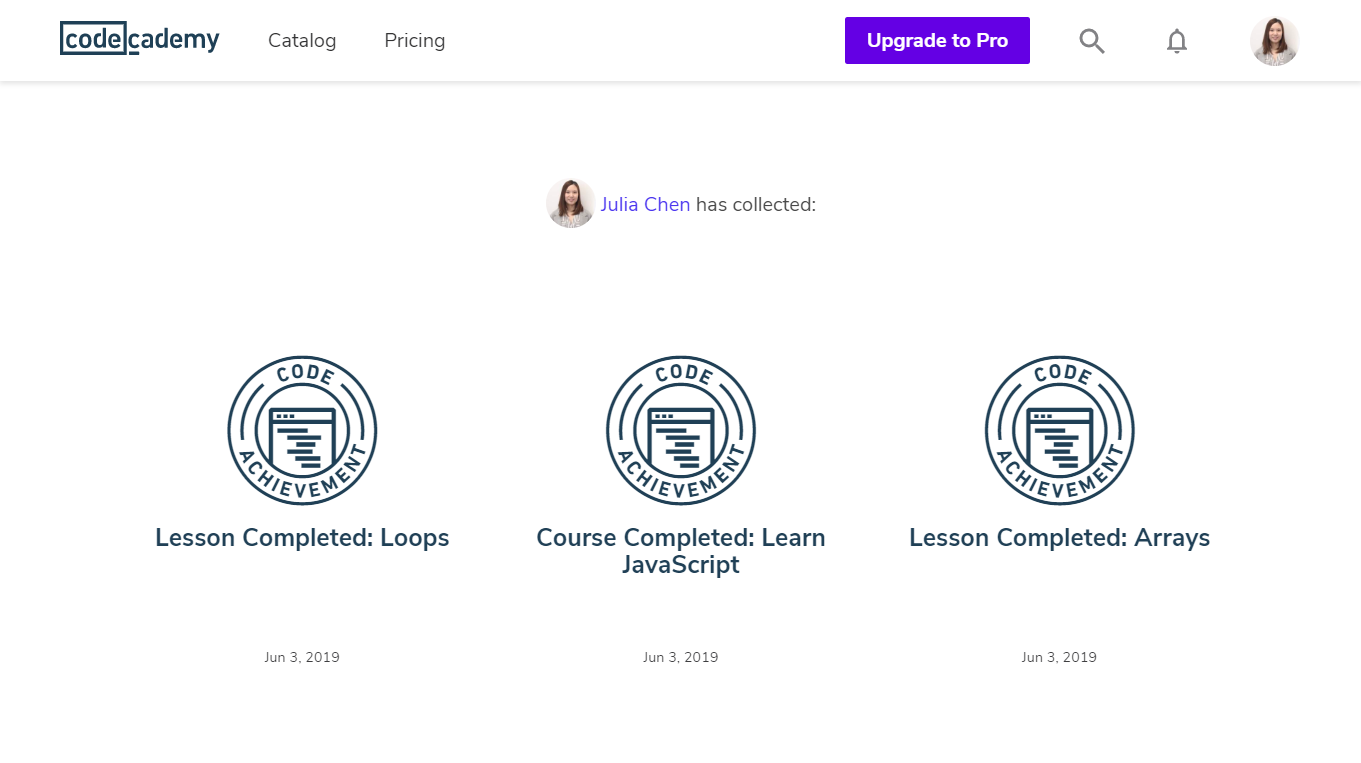 codecademy Catalog Pricing Upgrade to Pro
Julia Chen has collected:
CODE ACHIEVEMENT
CODE ACHIEVEMENT
CODE ACHIEVEMENT
Lesson Completed: Loops
Course Completed: Learn
JavaScript
Lesson Completed: Arrays
Jun 3, 2019
Jun 3, 2019
Jun 3, 2019